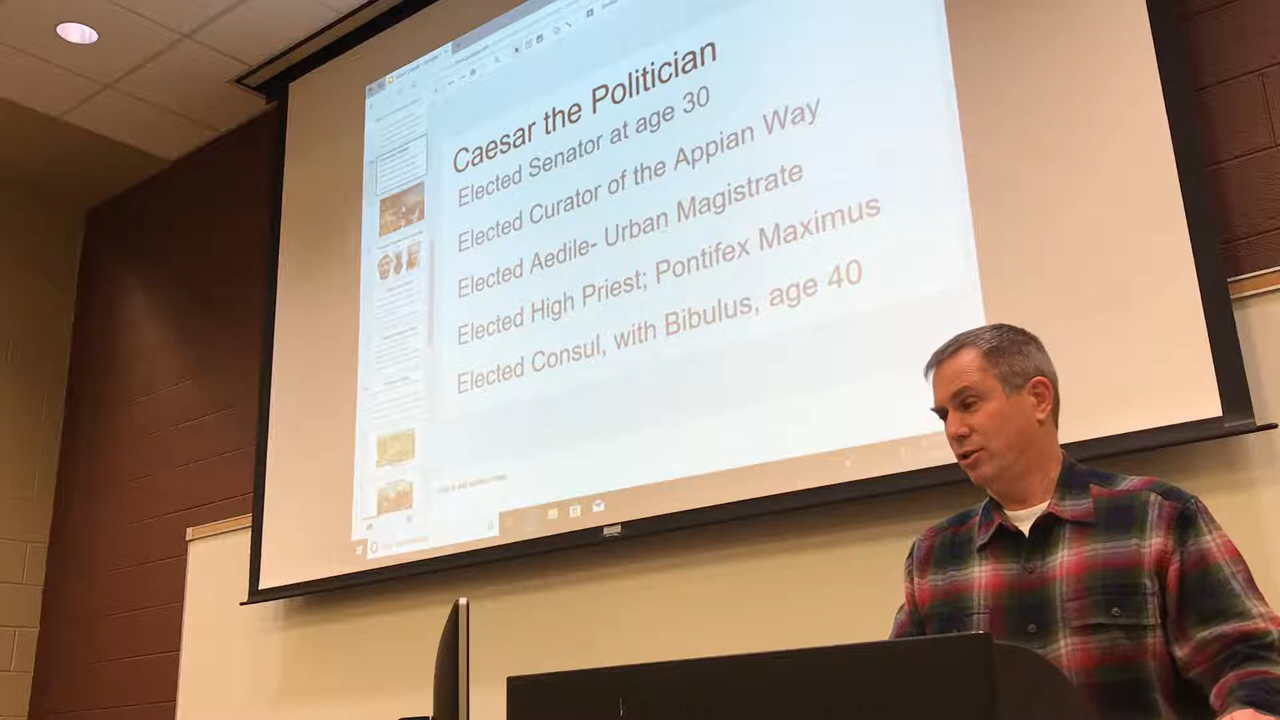 Caesar the Politician
Elected Senator at age 30
Elected Curator of the Appian Way
Elected Aedile- Urban Magistrate
Elected High Priest; Pontifex Maximus
Elected Consul, with Bibulus, age 40